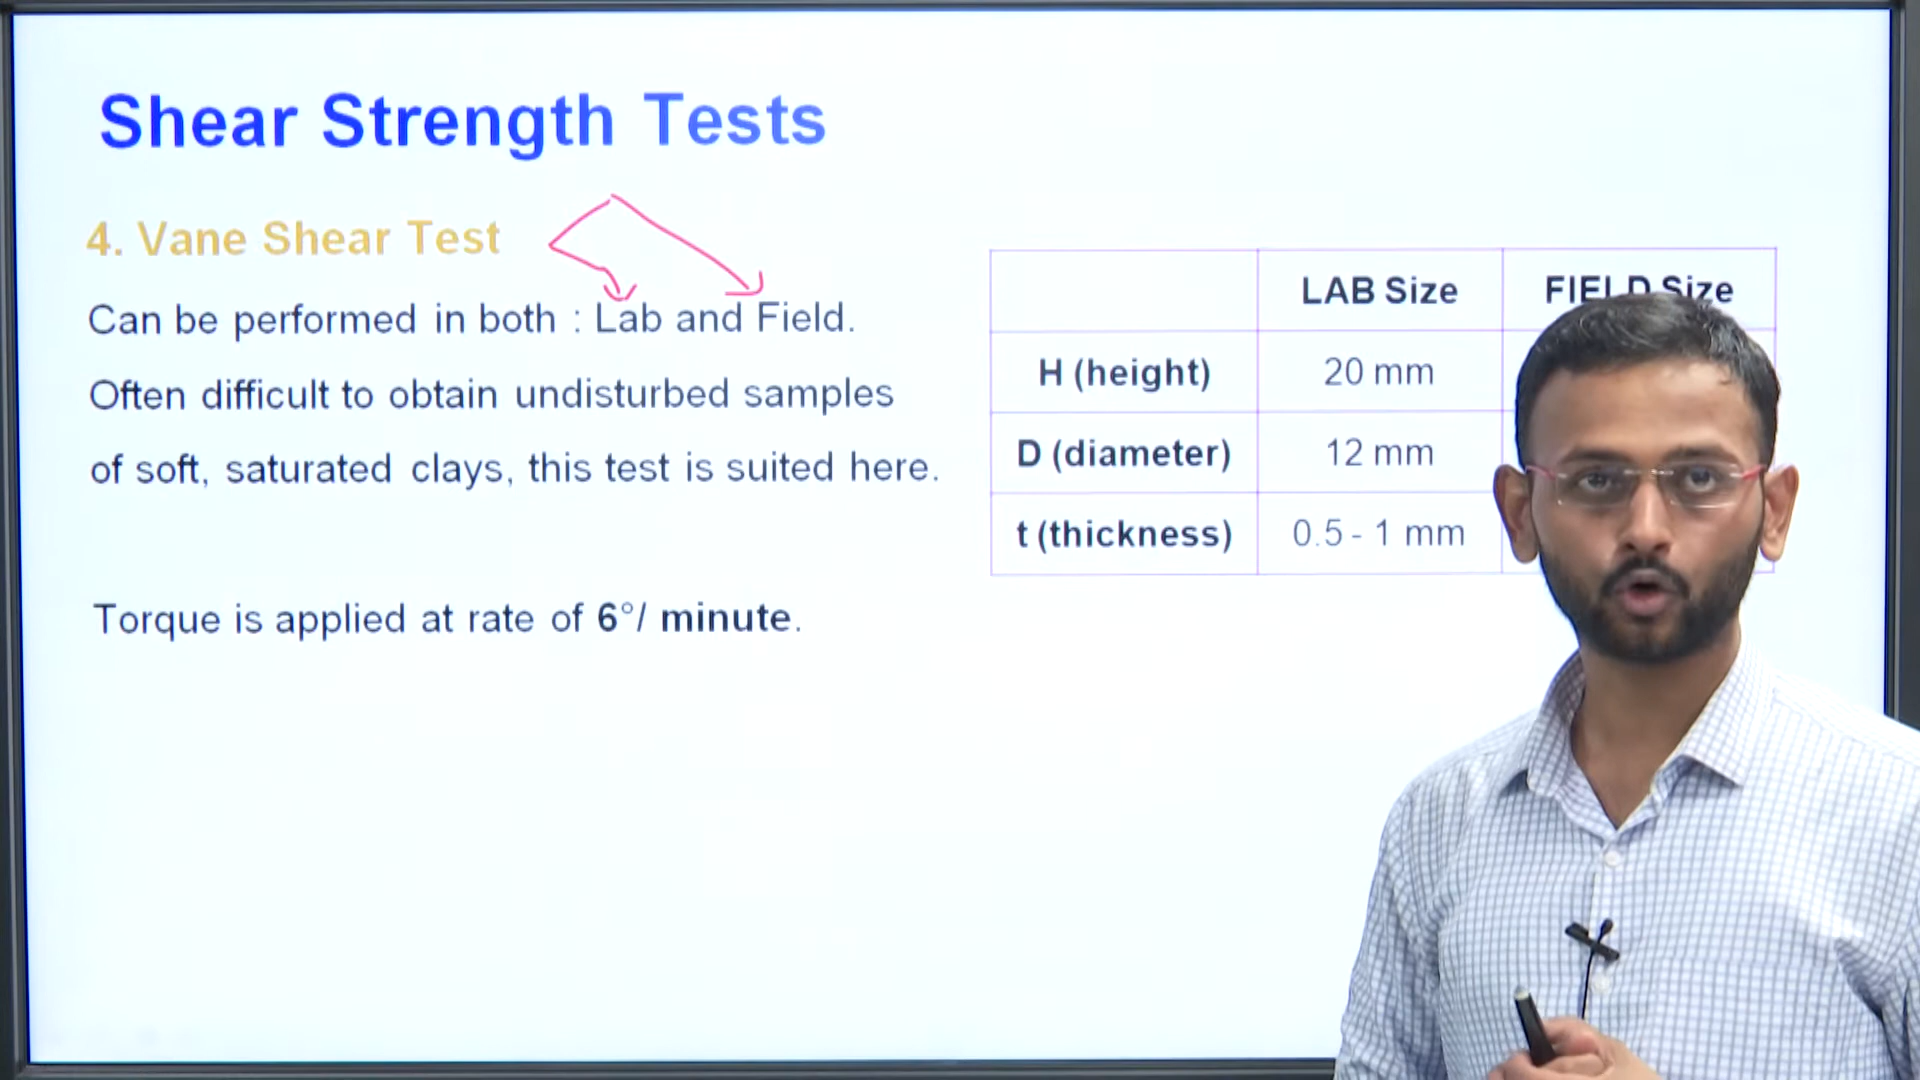 Shear Strength Tests
4. Vane Shear Test
Can be performed in both : Lab and Field.
Often difficult to obtain undisturbed samples
of soft, saturated clays, this test is suited here.
Torque is applied at rate of 6°/ minute.
LAB Size FIELD Size
H (height) 20 mm
D (diameter) 12 mm
t (thickness) 0.5 - 1 mm